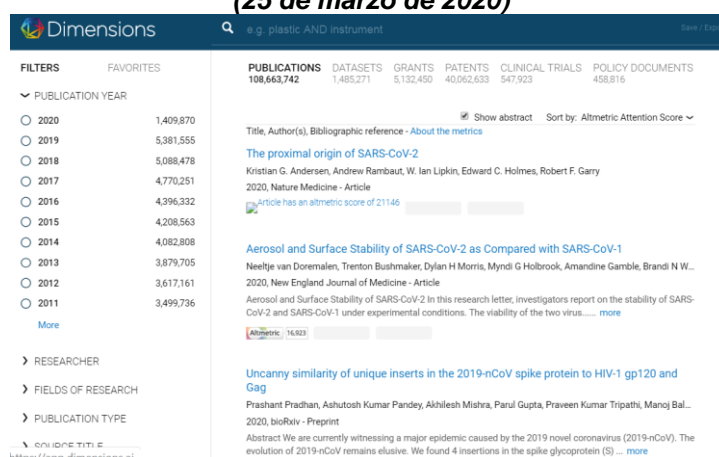 (25 de marzo de 2020)
Dimensions
e.g. plastic AND instrument
Save / Exp
FILTERS FAVORITES
PUBLICATION YEAR
2020 1,409,870
2019 5,381,555
2018 5,088,478
2017 4,770,251
2016 4,396,332
2015 4,208,563
2014 4,082,808
2013 3,879,705
2012 3,617,161
2011 3,499,736
More
RESEARCHER
FIELDS OF RESEARCH
PUBLICATION TYPE
SOURCE TITLE
PUBLICATIONS DATASETS GRANTS PATENTS CLINICAL TRIALS POLICY DOCUMENTS
108,663,742 1,485,271 5,132,450 40,062,633 547,923 458,816
Show abstract Sort by: Altmetric Attention Score
Title, Author(s), Bibliographic reference - About the metrics
The proximal origin of SARS-CoV-2
Kristian G. Andersen, Andrew Rambaut, W. Ian Lipkin, Edward C. Holmes, Robert F. Garry
2020, Nature Medicine - Article
Article has an altmetric score of 21146
Aerosol and Surface Stability of SARS-CoV-2 as Compared with SARS-CoV-1
Neeltje van Doremalen, Trenton Bushmaker, Dylan H Morris, Myndi G Holbrook, Amandine Gamble, Brandi N W...
2020, New England Journal of Medicine - Article
Aerosol and Surface Stability of SARS-CoV-2 In this research letter, investigators report on the stability of SARS-
CoV-2 and SARS-CoV-1 under experimental conditions. The viability of the two virus...... more
Altmetric 16,923
Uncanny similarity of unique inserts in the 2019-nCoV spike protein to HIV-1 gp120 and
Gag
Prashant Pradhan, Ashutosh Kumar Pandey, Akhilesh Mishra, Parul Gupta, Praveen Kumar Tripathi, Manoj Bal...
2020, bioRxiv - Preprint
Abstract We are currently witnessing a major epidemic caused by the 2019 novel coronavirus (2019-nCoV). The
evolution of 2019-nCoV remains elusive. We found 4 insertions in the spike glycoprotein (S) ... more